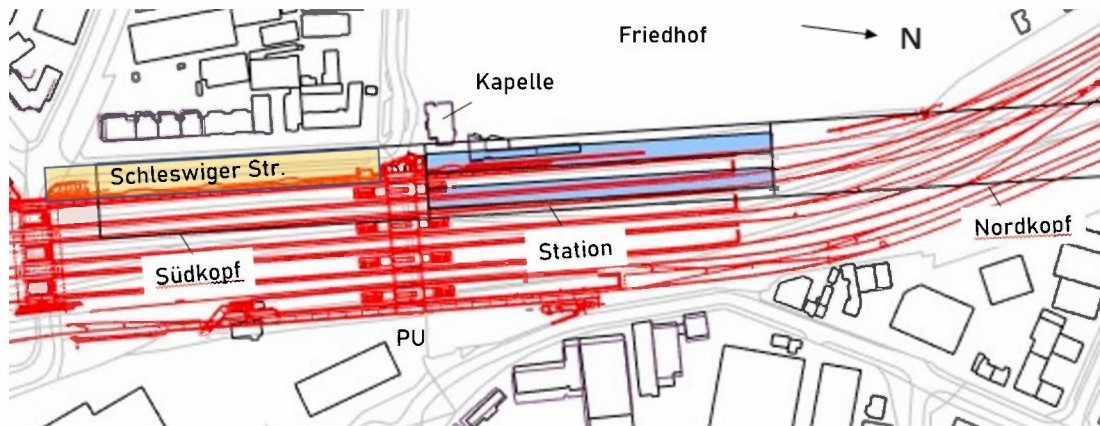 Friedhof
N
Kapelle
Schleswiger Str.
Nordkopf
Station
Südkopf
PU